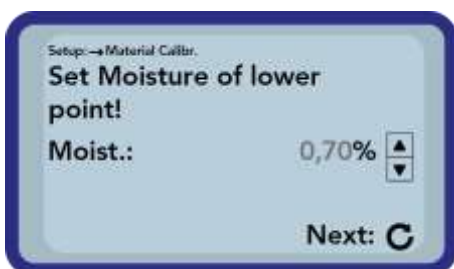 Setup:→Material Calibr.
Set Moisture of lower
point!
Moist.: 0,70%
Next: